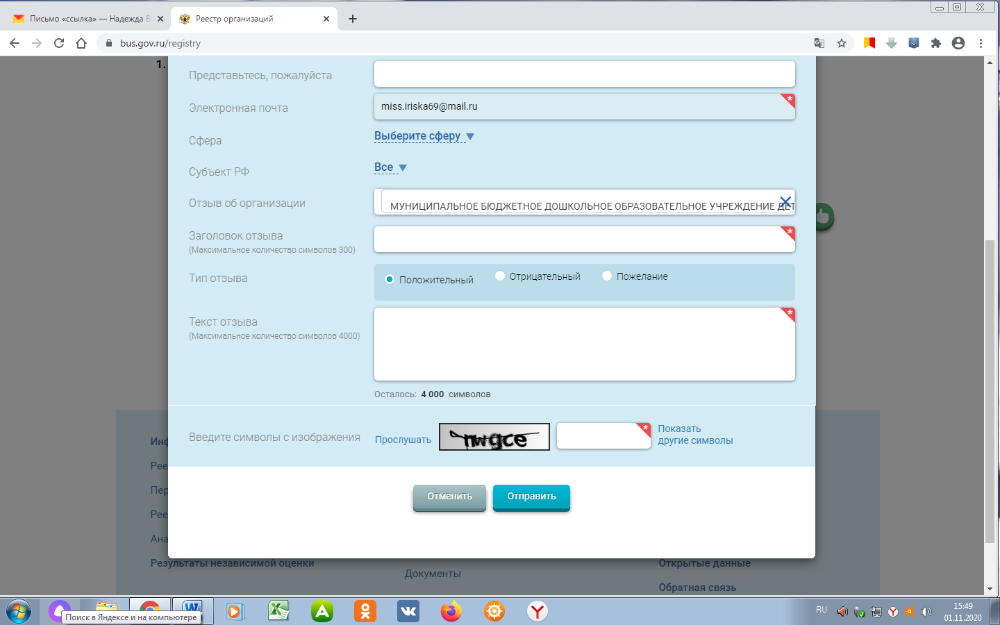 Письмо «ссылка» — Надежда В
Реестр организаций
bus.gov.ru/registry
1.
Представьтесь, пожалуйста
Электронная почта
miss.iriska69@mail.ru
*
Сфера
Выберите сферу
Субъект РФ
Все
Отзыв об организации
МУНИЦИПАЛЬНОЕ БЮДЖЕТНОЕ ДОШКОЛЬНОЕ ОБРАЗОВАТЕЛЬНОЕ УЧРЕЖДЕНИЕ ДЕТ
Заголовок отзыва
(Максимальное количество символов 300)
*
Тип отзыва
Положительный
Отрицательный
Пожелание
Текст отзыва
(Максимальное количество символов 4000)
*
Осталось: 4 000 символов
Введите символы с изображения
Прослушать
*
Показать
другие символы
Отменить
Отправить
Инф
Рее
Пер
Рее
Ана
Результаты независимой оценки
Документы
Открытые данные
Обратная связь
Поиск в Яндексе и на компьютере
RU
15:49
01.11.2020